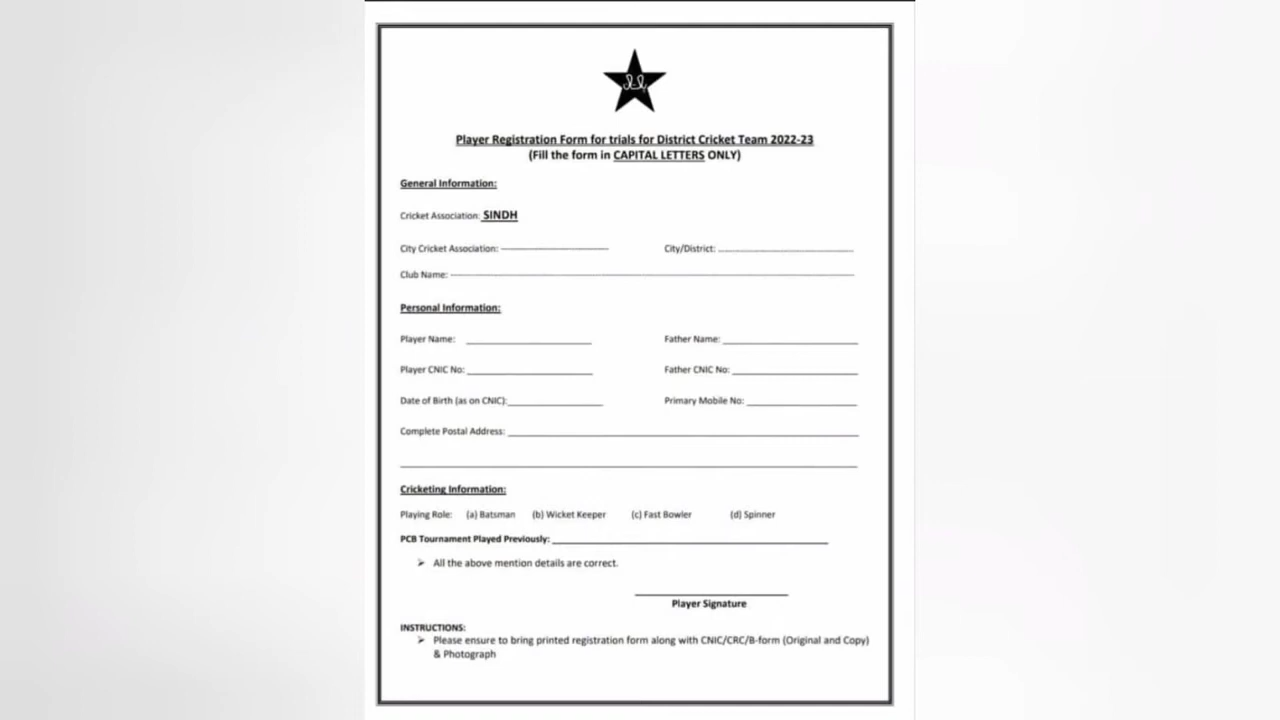 Player Registration Form for trials for District Cricket Team 2022-23
(Fill the form in CAPITAL LETTERS ONLY)
General Information:
Cricket Association: SINDH
City Cricket Association: City/District:
Club Name:
Personal Information:
Player Name: Father Name:
Player CNIC No: Father CNIC No:
Date of Birth (as on CNIC): Primary Mobile No:
Complete Postal Address:
Cricketing Information:
Playing Role: (a) Batsman (b) Wicket Keeper (c) Fast Bowler (d) Spinner
PCB Tournament Played Previously:
➢ All the above mention details are correct.
Player Signature
INSTRUCTIONS:
➢ Please ensure to bring printed registration form along with CNIC/CRC/B-form (Original and Copy)
& Photograph